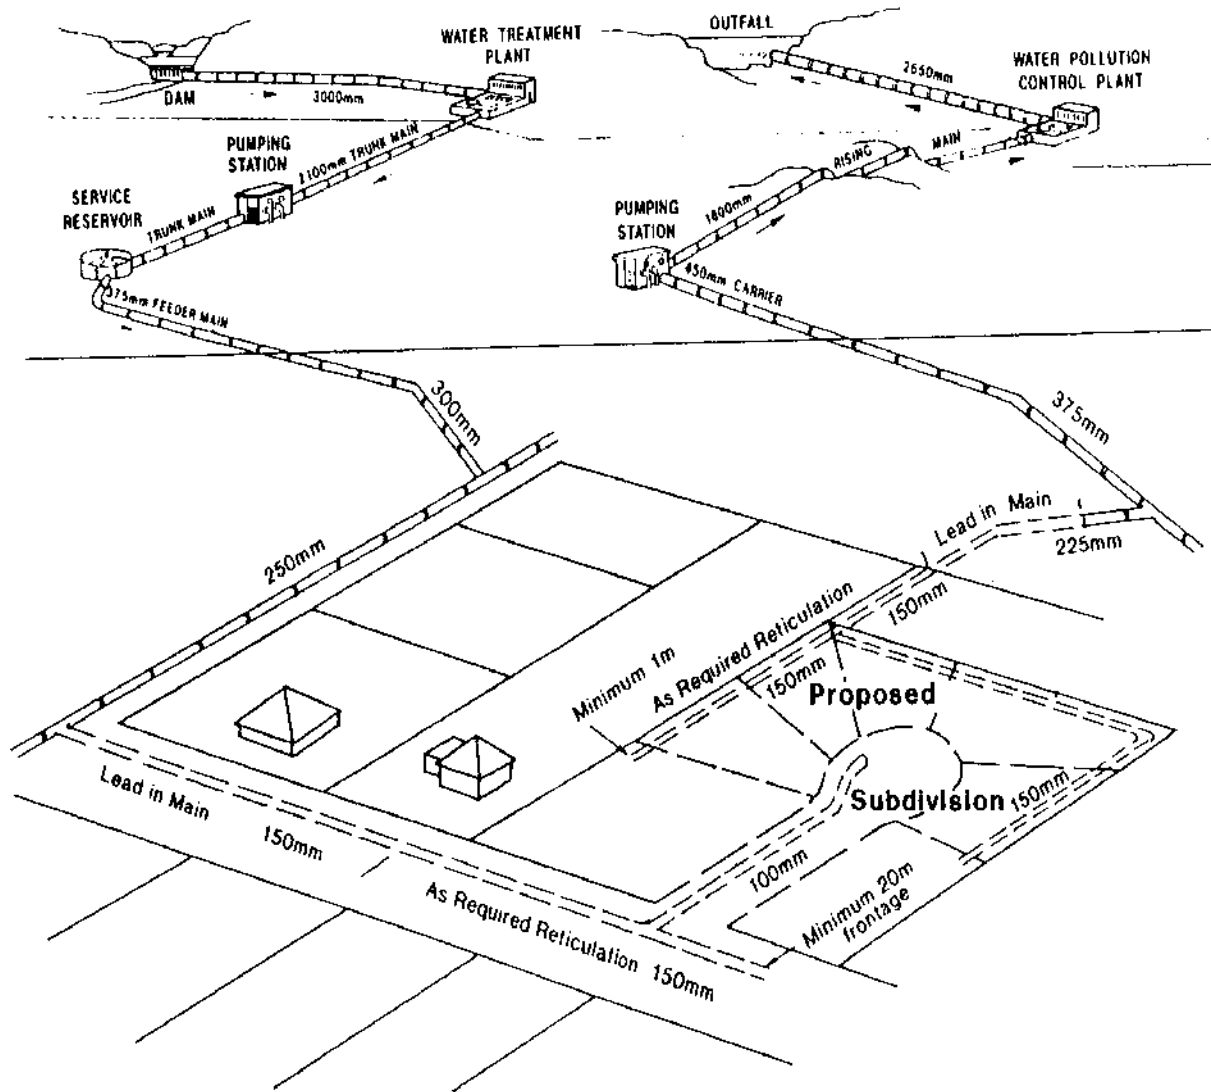 OUTFALL
WATER TREATMENT
PLANT
WATER POLLUTION
CONTROL PLANT
DAM
3000mm
2650mm
PUMPING
STATION
2100mm TRUNK MAIN
RISING
MAIN
SERVICE
RESERVOIR
TRUNK MAIN
PUMPING
STATION
1800mm
375mm FEEDER MAIN
450mm CARRIER
300mm
375mm
250mm
Lead in Main
225mm
150mm
As Required Reticulation
Minimum 1m
150mm
Proposed
Subdivision
150mm
Lead in Main
150mm
100mm
Minimum 20m
frontage
As Required Reticulation 150mm